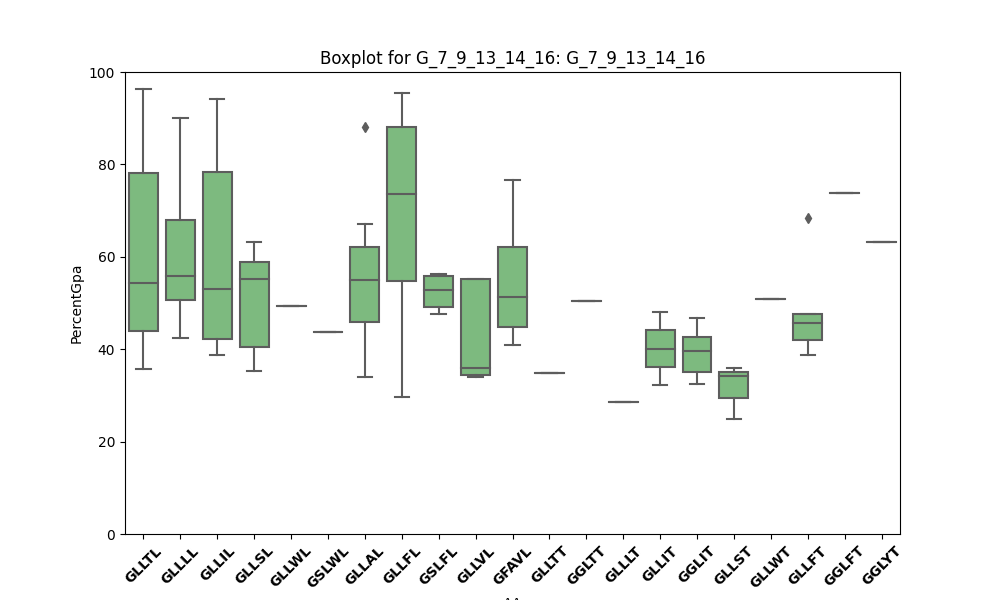 Boxplot for G_7_9_13_14_16: G_7_9_13_14_16
100
80
60
40
20
0
PercentGpa
GLLTL
GLLLL
GLLIL
GLLSL
GLLWL
GSLWL
GLLAL
GLLFL
GSLFL
GLLVL
GFAVL
GLLTT
GGLTT
GLLLT
GLLIT
GGLIT
GLLST
GLLWT
GLLFT
GGLFT
GGLYT